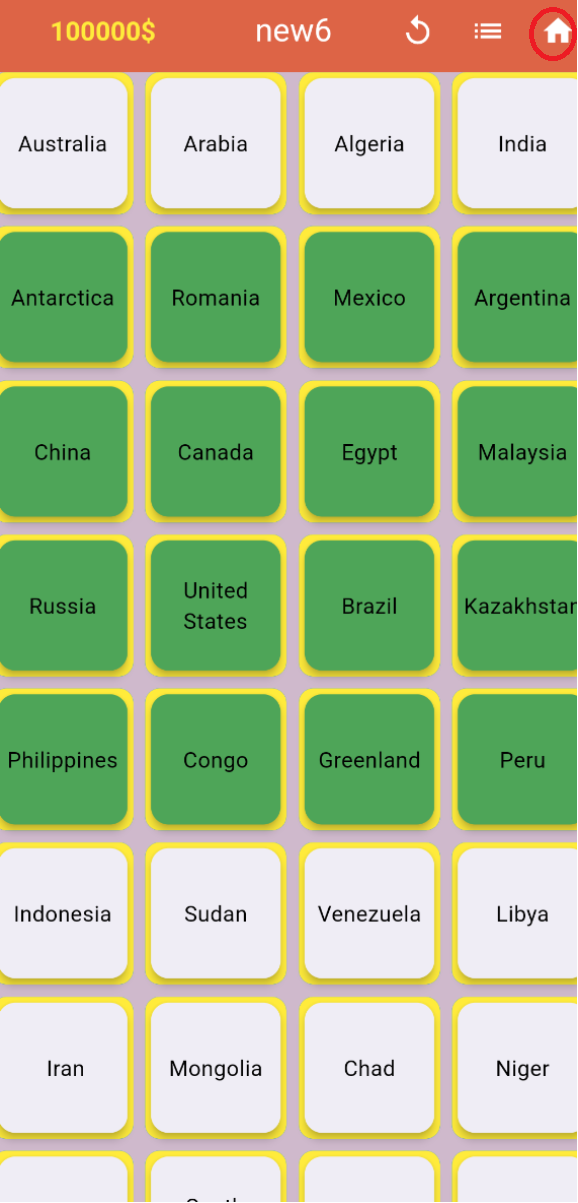 100000$ new6
Australia Arabia Algeria India
Antarctica Romania Mexico Argentina
China Canada Egypt Malaysia
Russia United States Brazil Kazakhstan
Philippines Congo Greenland Peru
Indonesia Sudan Venezuela Libya
Iran Mongolia Chad Niger